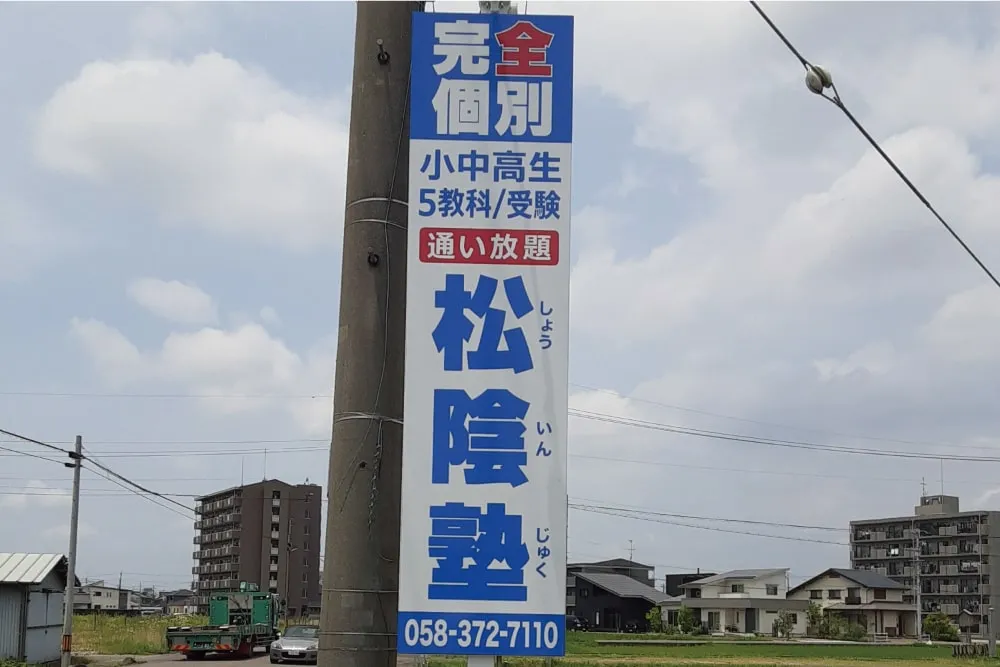 完全
個別
小中高生
5教科/受験
通い放題
松陰塾
しょういんじゅく
058-372-7110